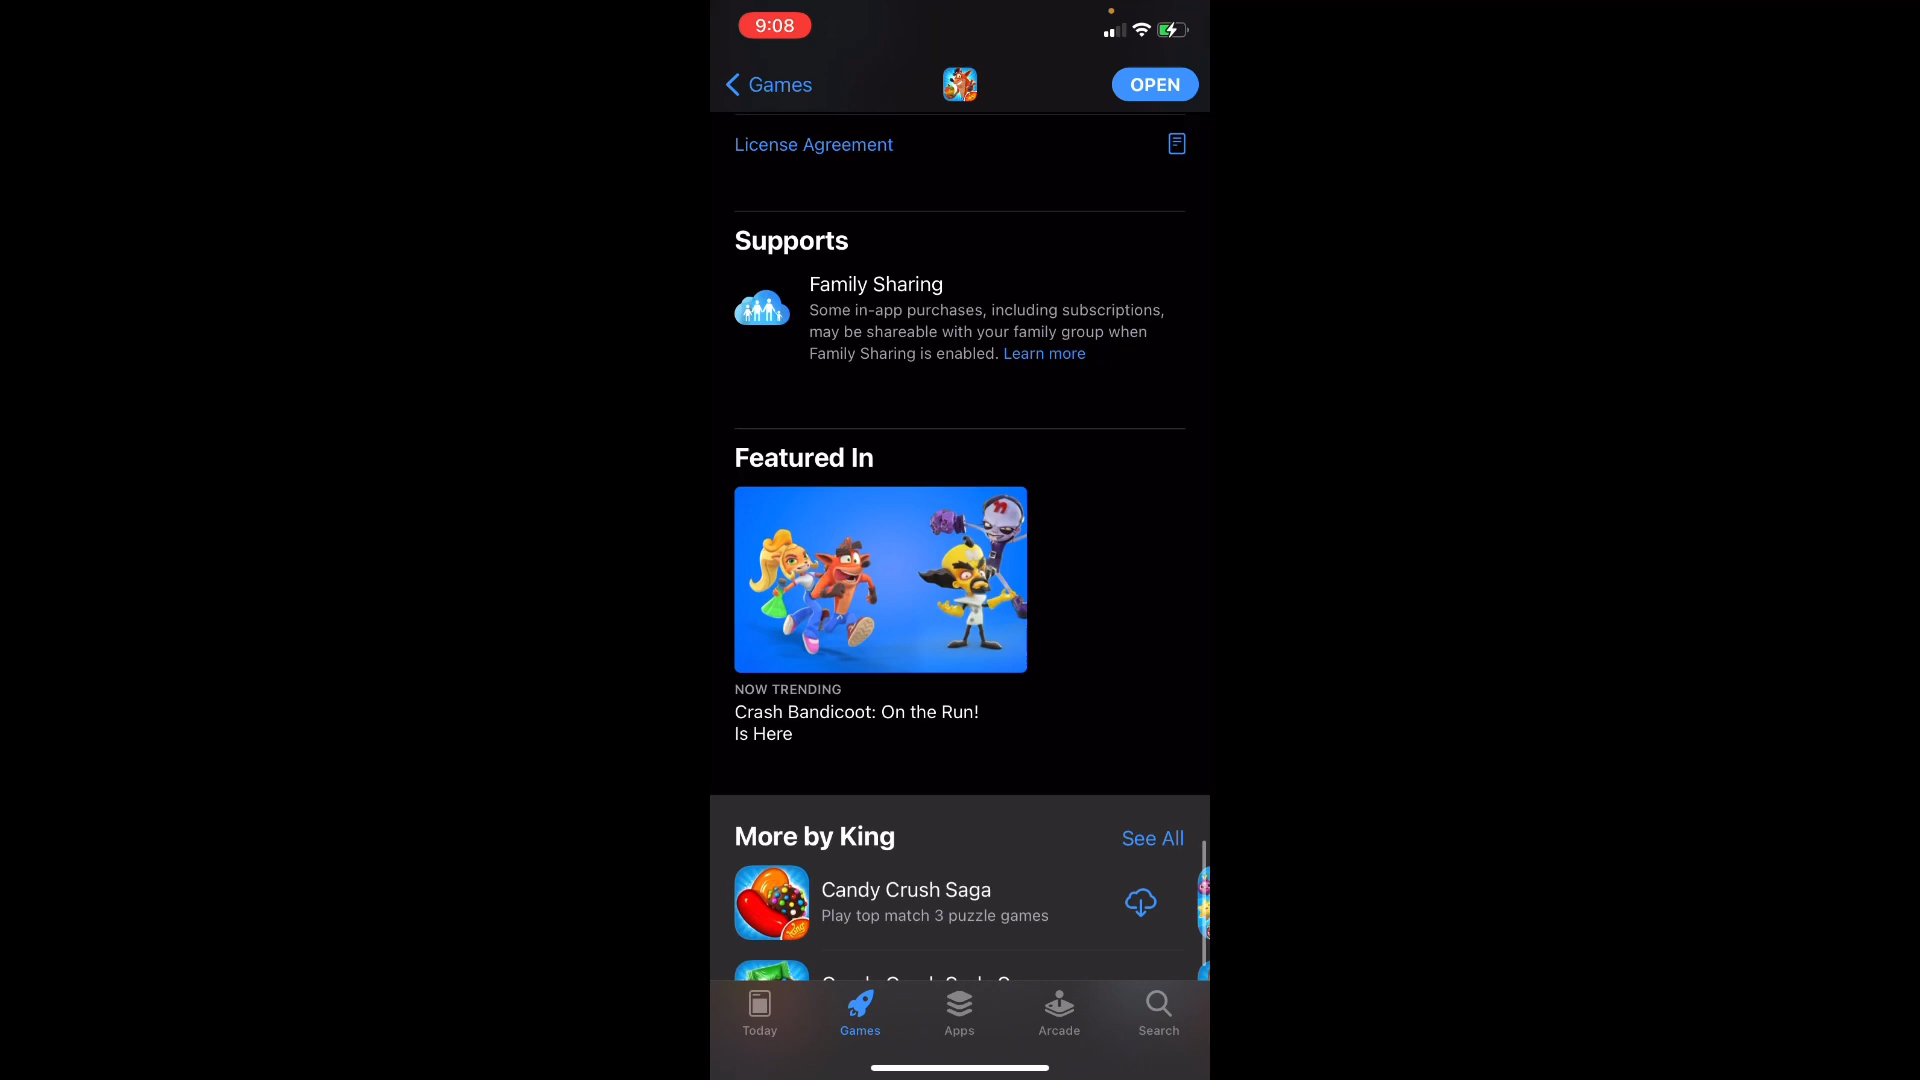 9:08
Games
OPEN
License Agreement
Supports
Family Sharing
Some in-app purchases, including subscriptions,
may be shareable with your family group when
Family Sharing is enabled. Learn more
Featured In
NOW TRENDING
Crash Bandicoot: On the Run!
Is Here
More by King
See All
Candy Crush Saga
Play top match 3 puzzle games
Today
Games
Apps
Arcade
Search